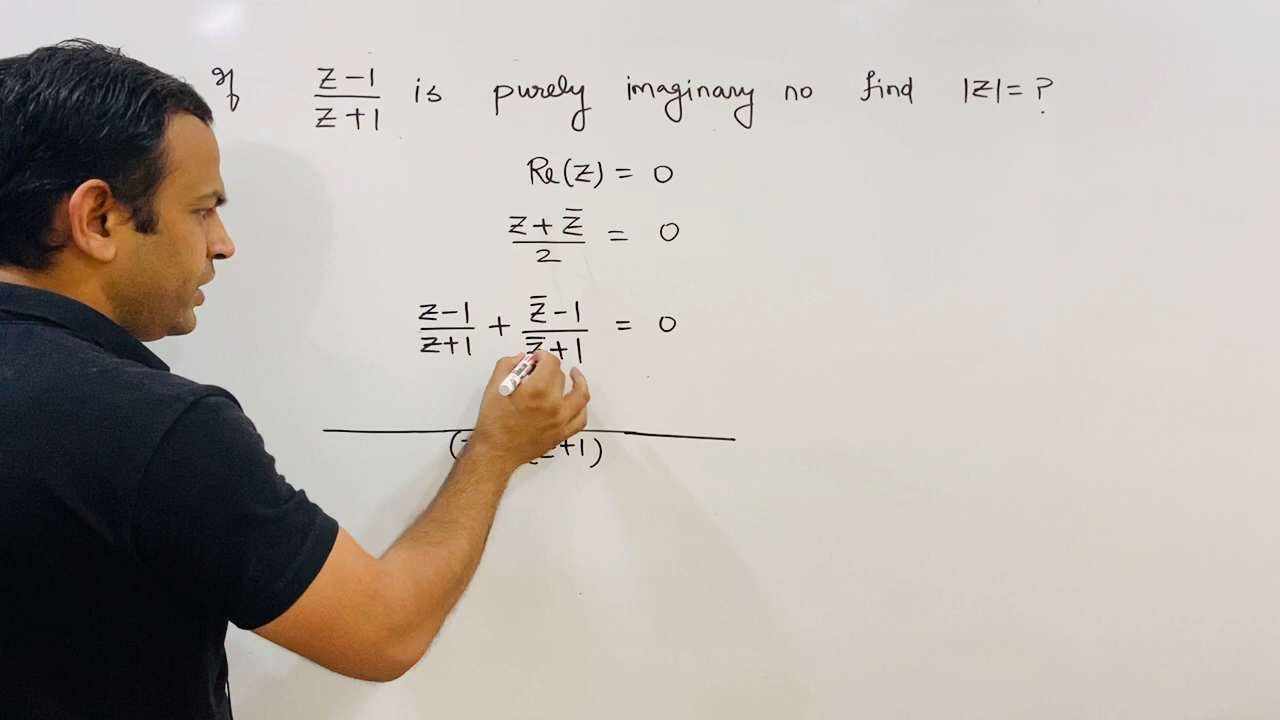 If z-1/z+1 is purely imaginary no find |z|= ?
Re(z) = 0
z+z̄/2 = 0
z-1/z+1 + z̄-1/z̄+1 = 0
+1)